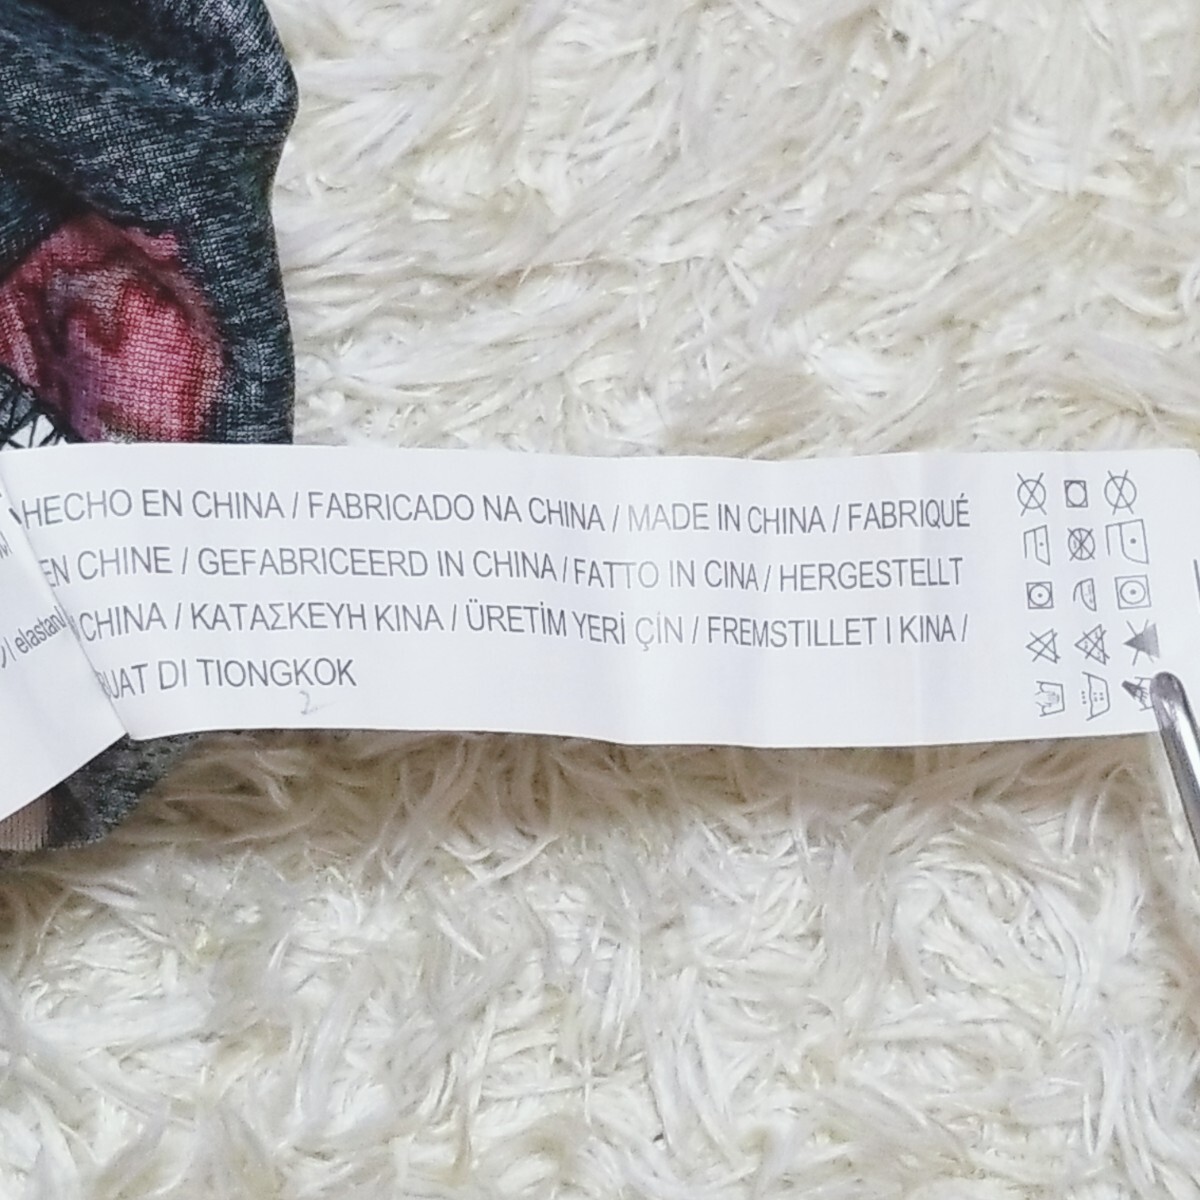 HECHO EN CHINA / FABRICADO NA CHINA / MADE IN CHINA / FABRIQUÉ
EN CHINE / GEFABRICEERD IN CHINA / FATTO IN CINA / HERGESTELLT
CHINA / ΚΑΤΑΣΚΕΥΗ ΚΙΝΑ / ÜRETİM YERİ ÇİN / FREMSTILLET I KINA /
BUAT DI TIONGKOK
/ elastan